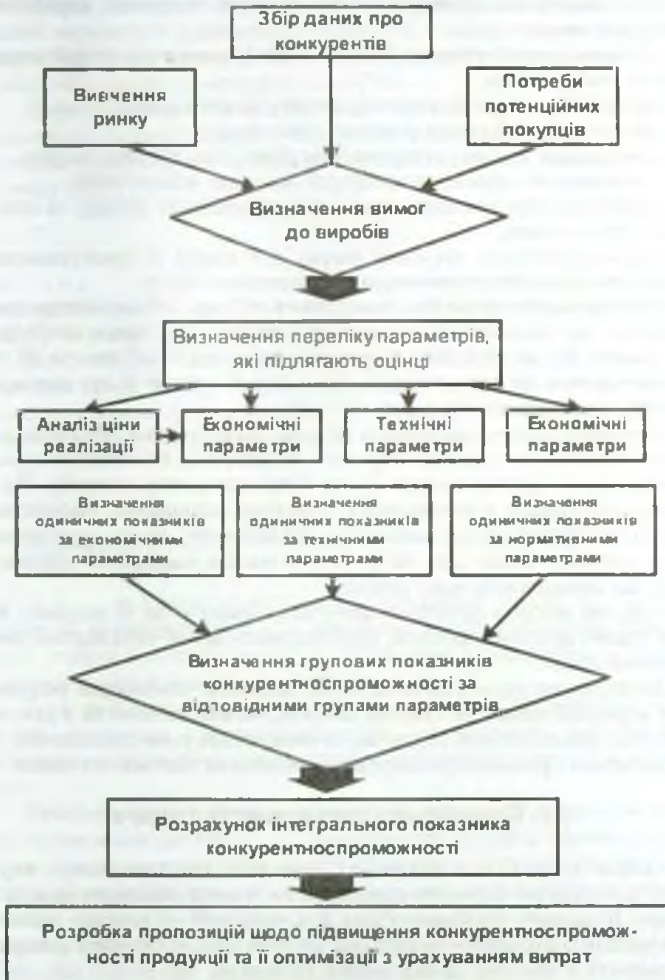 Збір даних про
конкурентів
Вивчення
ринку
Потреби
потенційних
покупців
Визначення вимог
до виробів
Визначення переліку параметрів,
які підлягають оцінці
Аналіз ціни
реалізації
Економічні
параметри
Технічні
параметри
Економічні
параметри
Визначення
одиничних показників
за економічними
параметрами
Визначення
одиничних показників
за технічними
параметрами
Визначення
одиничних показників
за нормативними
параметрами
Визначення групових показників
конкурентноспроможності за
відповідними групами параметрів
Розрахунок інтегрального показника
конкурентноспроможності
Розробка пропозицій щодо підвищення конкурентноспромож-
ності продукції та її оптимізації з урахуванням витрат